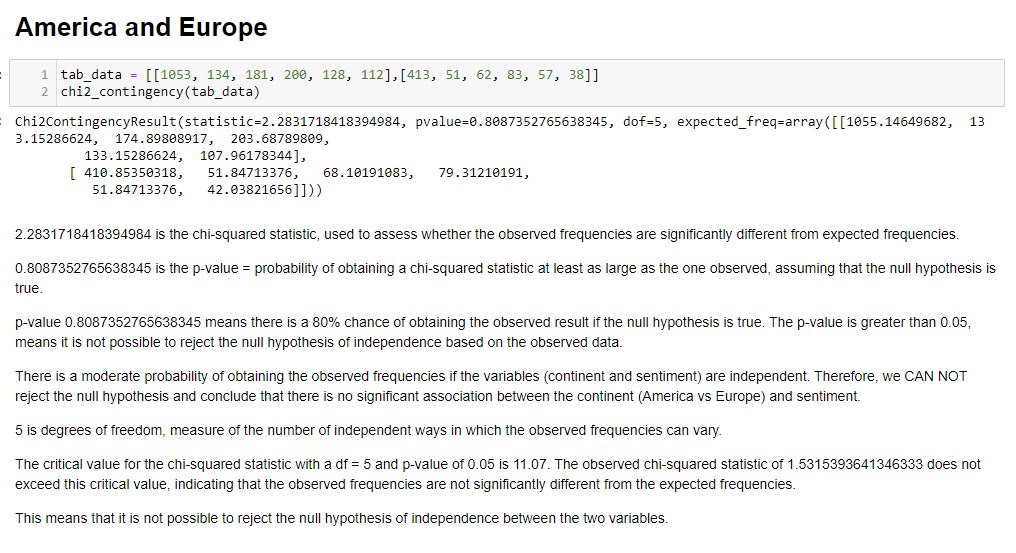 America and Europe
1 tab_data = [[1053, 134, 181, 200, 128, 112],[413, 51, 62, 83, 57, 38]]
2 chi2_contingency(tab_data)
Chi2ContingencyResult(statistic=2.2831718418394984, pvalue=0.8087352765638345, dof=5, expected_freq=array([[1055.14649682, 13
3.15286624, 174.89808917, 203.68789809,
133.15286624, 107.96178344],
[ 410.85350318, 51.84713376, 68.10191083, 79.31210191,
51.84713376, 42.03821656]]))
2.2831718418394984 is the chi-squared statistic, used to assess whether the observed frequencies are significantly different from expected frequencies.
0.8087352765638345 is the p-value = probability of obtaining a chi-squared statistic at least as large as the one observed, assuming that the null hypothesis is
true.
p-value 0.8087352765638345 means there is a 80% chance of obtaining the observed result if the null hypothesis is true. The p-value is greater than 0.05,
means it is not possible to reject the null hypothesis of independence based on the observed data.
There is a moderate probability of obtaining the observed frequencies if the variables (continent and sentiment) are independent. Therefore, we CAN NOT
reject the null hypothesis and conclude that there is no significant association between the continent (America vs Europe) and sentiment.
5 is degrees of freedom, measure of the number of independent ways in which the observed frequencies can vary.
The critical value for the chi-squared statistic with a df = 5 and p-value of 0.05 is 11.07. The observed chi-squared statistic of 1.5315393641346333 does not
exceed this critical value, indicating that the observed frequencies are not significantly different from the expected frequencies.
This means that it is not possible to reject the null hypothesis of independence between the two variables.